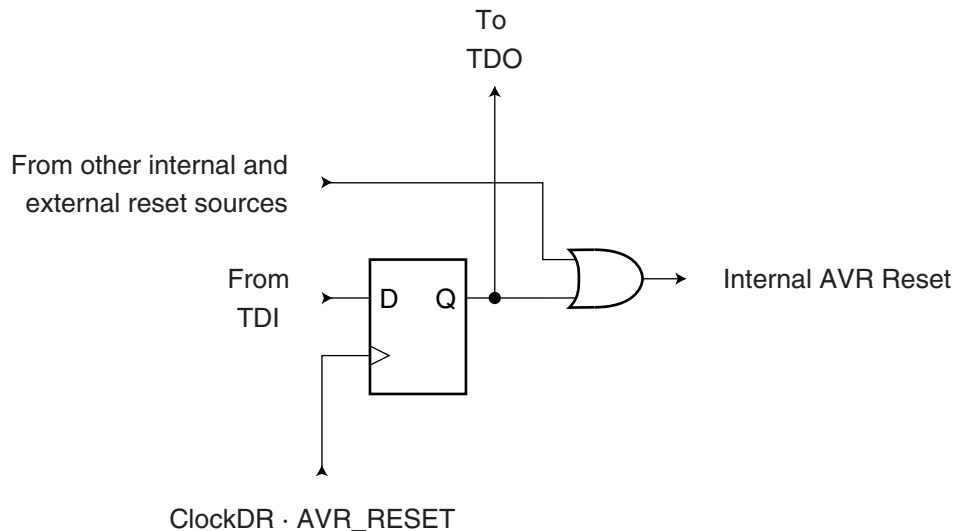 To
TDO
From other internal and
external reset sources
From
TDI
D Q
Internal AVR Reset
ClockDR · AVR_RESET